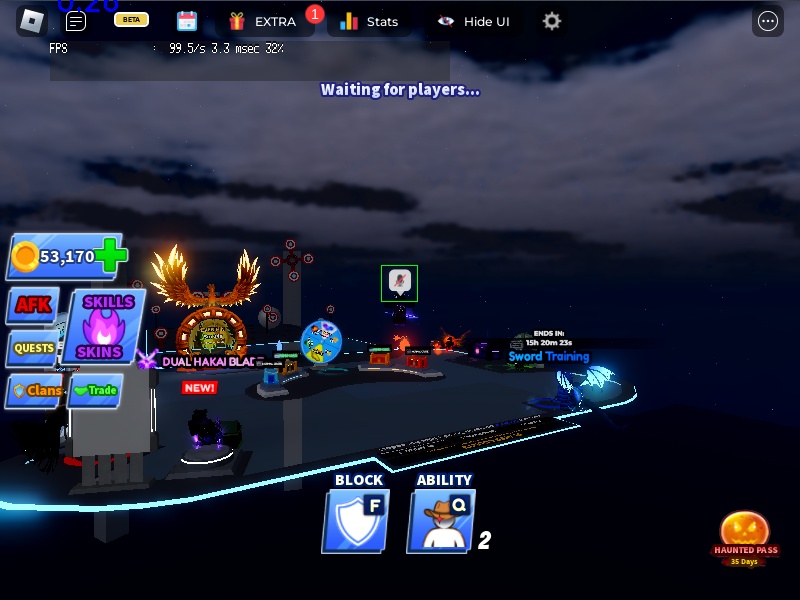 BETA
EXTRA
1
Stats
Hide UI
FPS : 99.5/s 3.3 msec 32%
Waiting for players...
53,170
AFK
SKILLS
SKINS
QUESTS
Clans
Trade
DUAL HAKAI BLAD
NEW!
ENDS IN:
15h 20m 23s
Sword Training
BLOCK
F
ABILITY
Q
2
HAUNTED PASS
35 Days